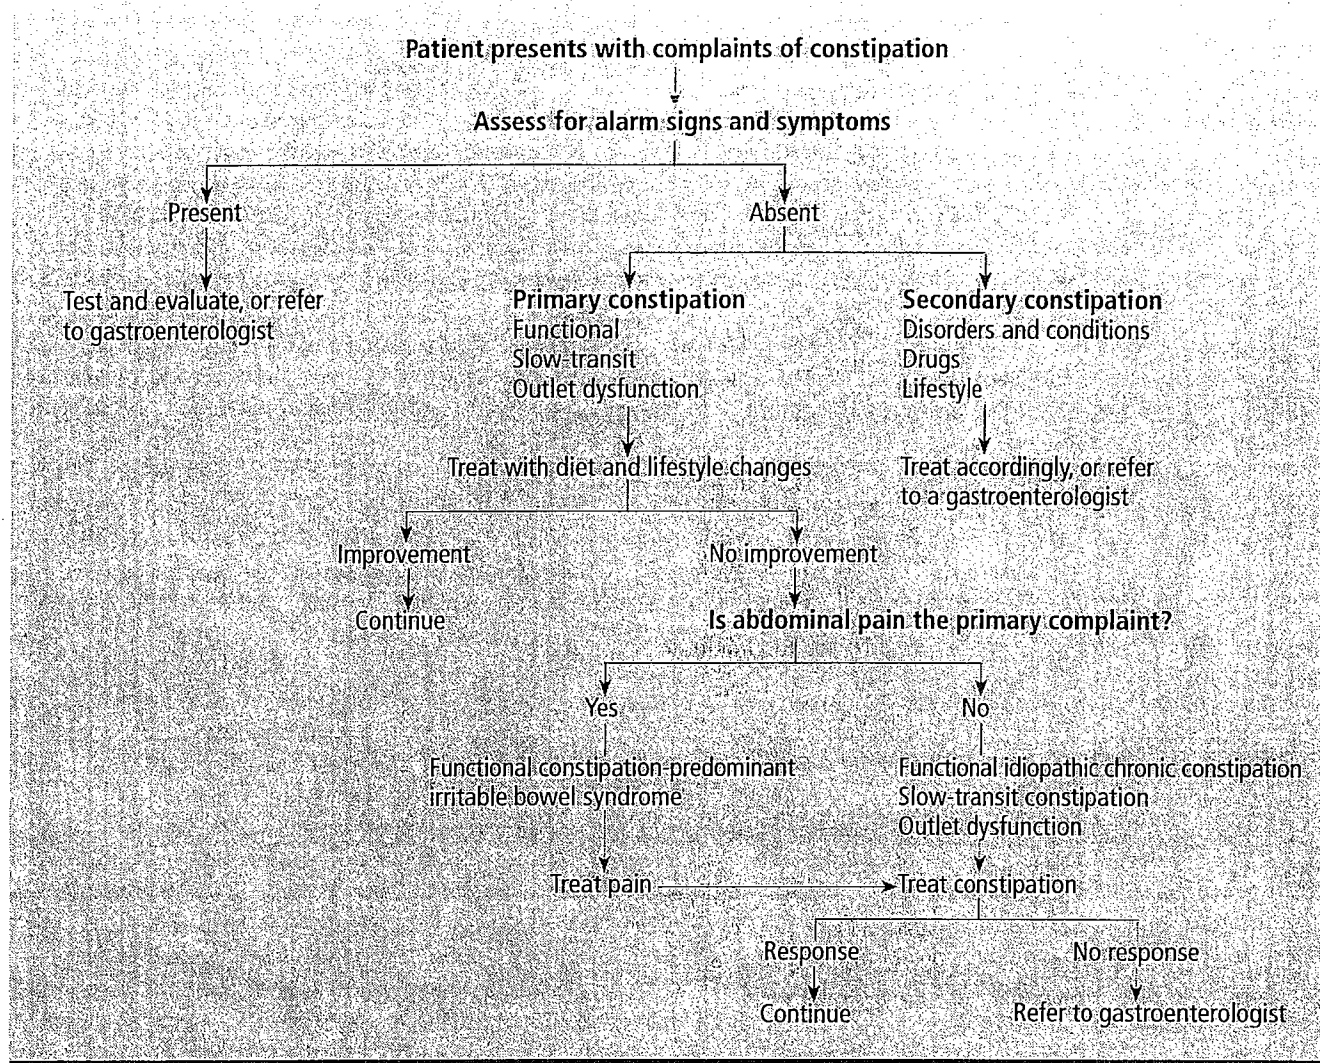 Patient presents with complaints of constipation
Assess for alarm signs and symptoms
Present
Absent
Test and evaluate, or refer
to gastroenterologist
Primary constipation
Functional
Slow-transit
Outlet dysfunction
Secondary constipation
Disorders and conditions
Drugs
Lifestyle
Treat with diet and lifestyle changes
Treat accordingly, or refer
to a gastroenterologist
Improvement
No improvement
Continue
Is abdominal pain the primary complaint?
Yes
No
Functional constipation-predominant
irritable bowel syndrome
Functional idiopathic chronic constipation
Slow-transit constipation
Outlet dysfunction
Treat pain
Treat constipation
Response
No response
Continue
Refer to gastroenterologist